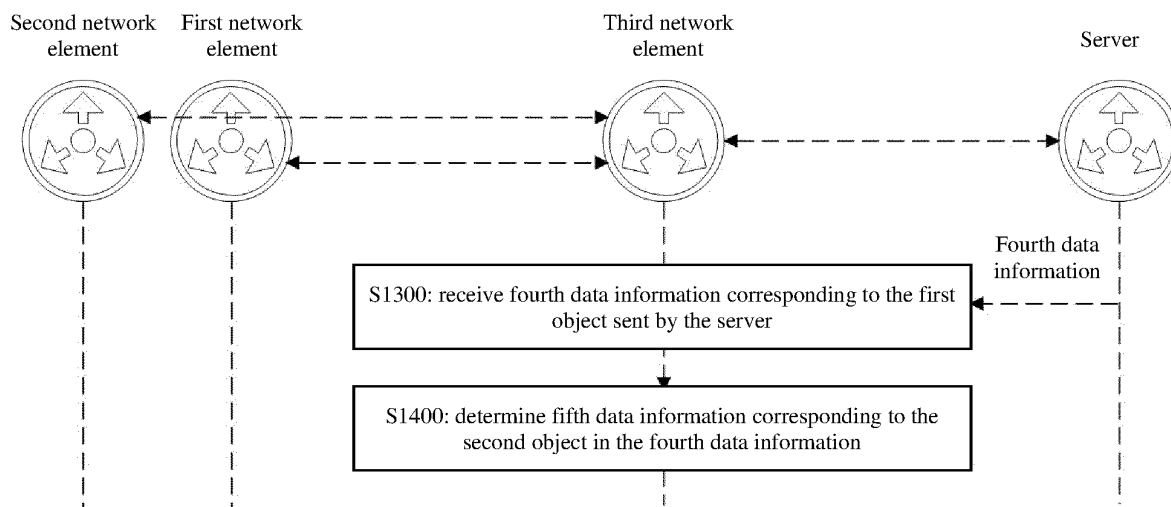 Second network
element
First network
element
Third network
element
Server
Fourth data
information
S1300: receive fourth data information corresponding to the first
object sent by the server
S1400: determine fifth data information corresponding to the
second object in the fourth data information